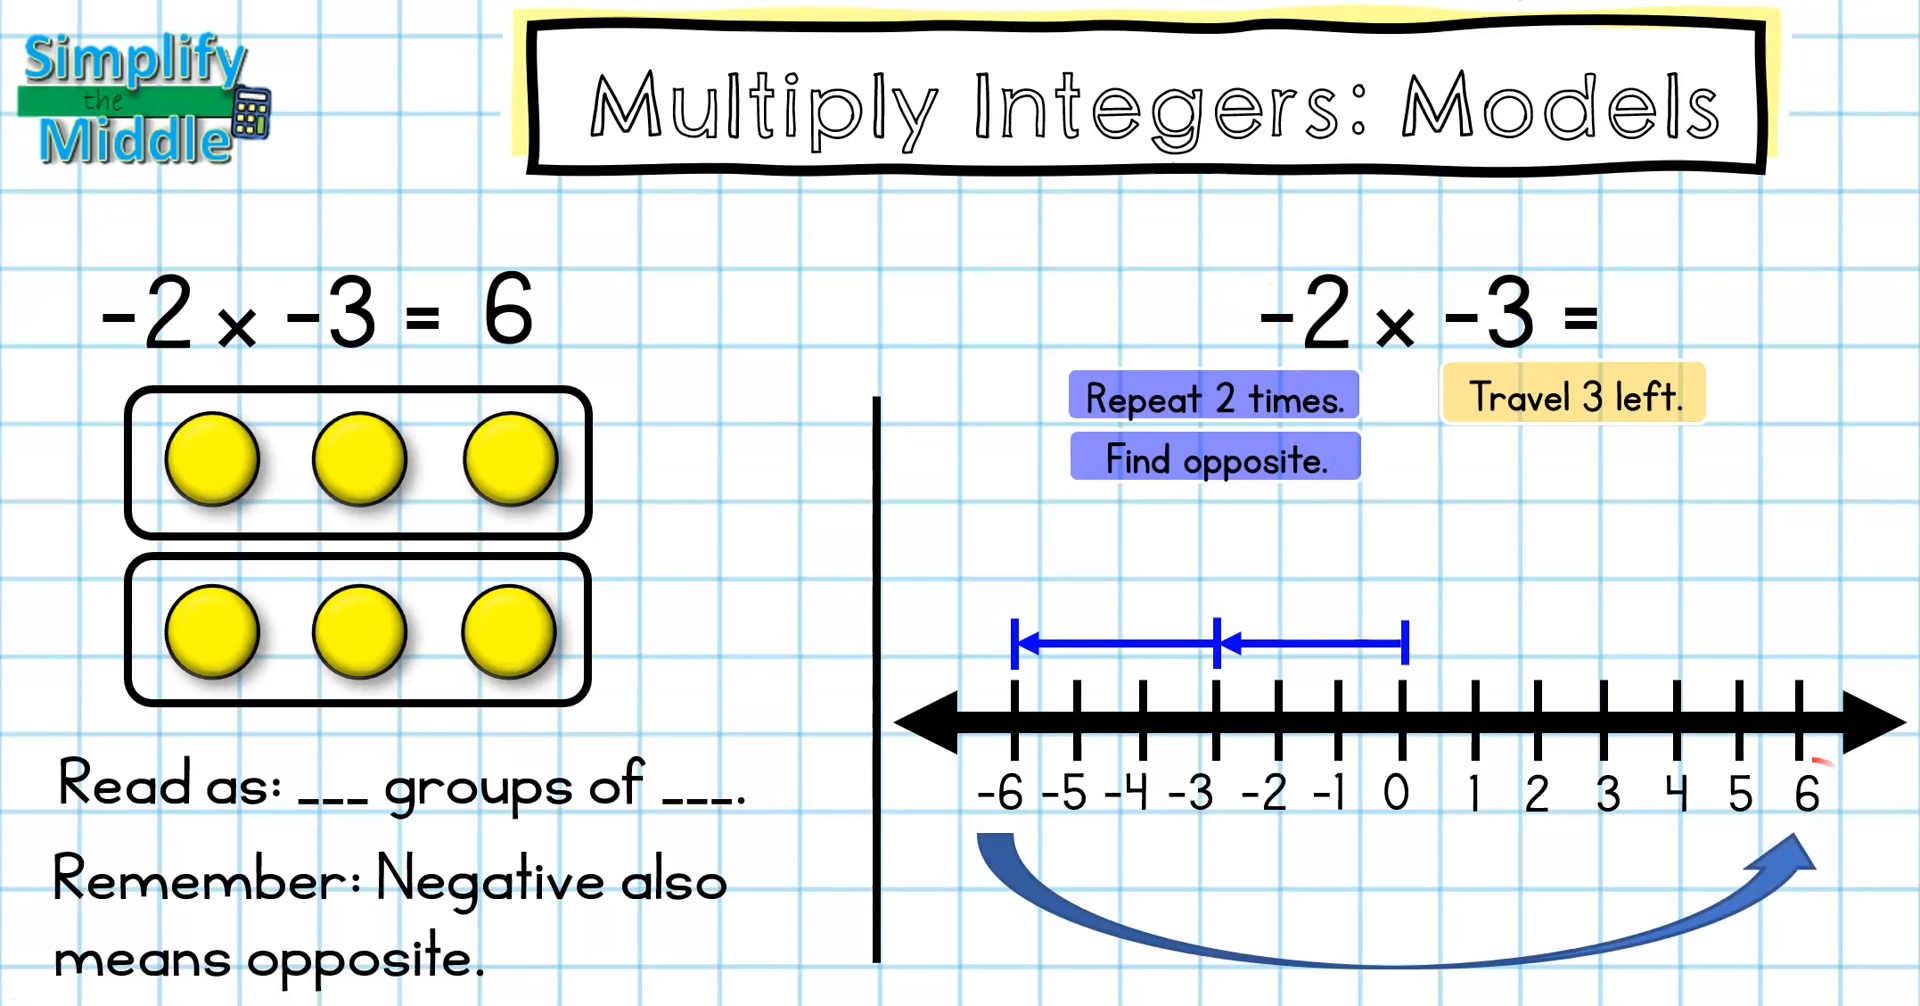 Simplify
the
Middle
Multiply Integers: Models
-2 × -3 = 6
Read as: ___ groups of ___.
Remember: Negative also
means opposite.
-2 × -3 =
Repeat 2 times.
Travel 3 left.
Find opposite.
-6 -5 -4 -3 -2 -1 0 1 2 3 4 5 6